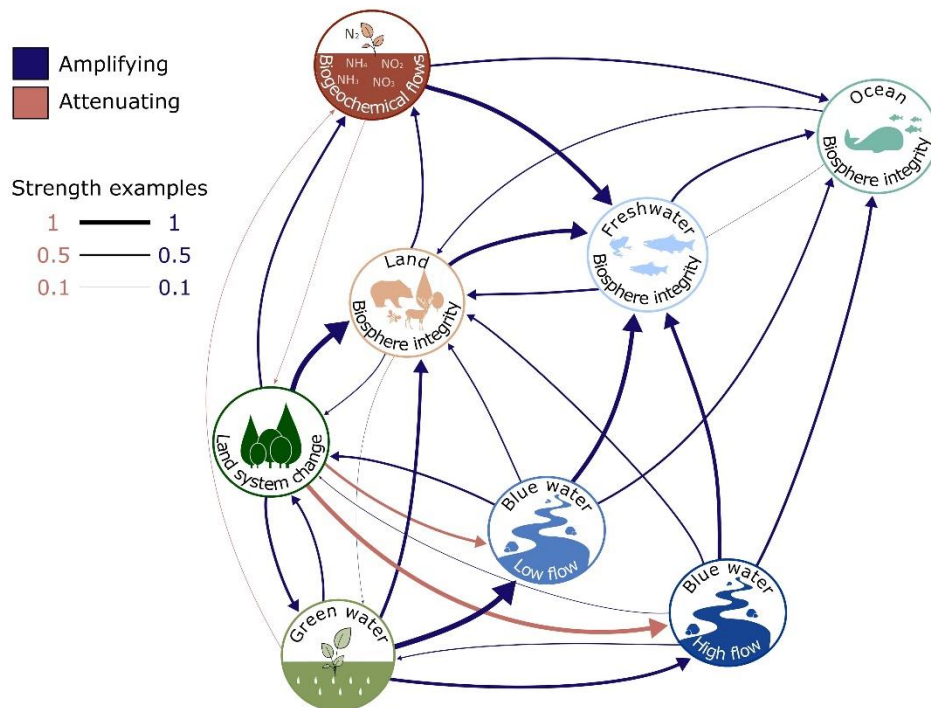 Amplifying
Attenuating
Strength examples
1 1
0.5 0.5
0.1 0.1
N₂
NH₄ NO₂
NH₃ NO₃
Biogeochemical flows
Ocean
Biosphere integrity
Freshwater
Biosphere integrity
Land
Biosphere integrity
Land system change
Blue water
Low flow
Blue water
High flow
Green water